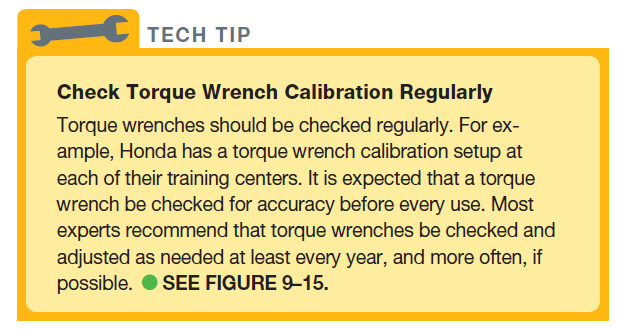 TECH TIP
Check Torque Wrench Calibration Regularly
Torque wrenches should be checked regularly. For ex-
ample, Honda has a torque wrench calibration setup at
each of their training centers. It is expected that a torque
wrench be checked for accuracy before every use. Most
experts recommend that torque wrenches be checked and
adjusted as needed at least every year, and more often, if
possible. ● SEE FIGURE 9–15.